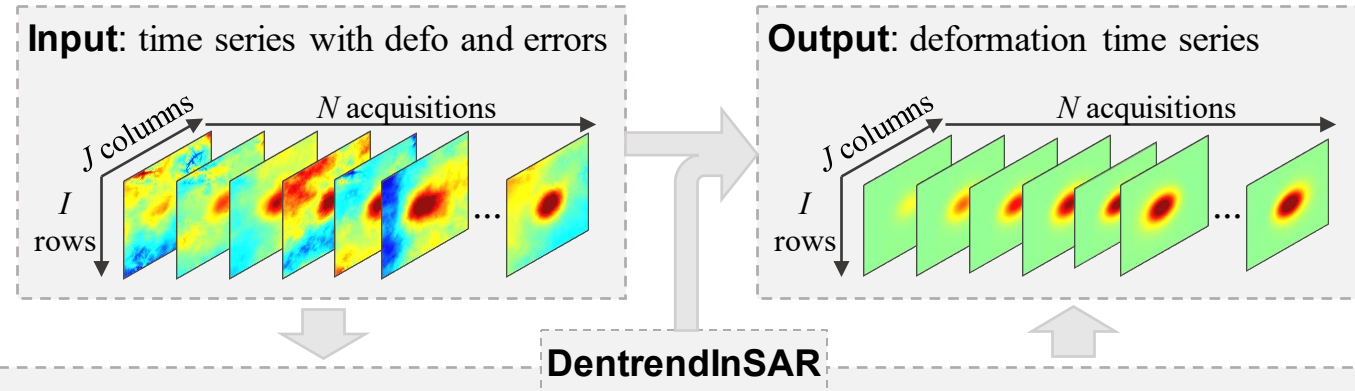 Input: time series with defo and errors
J columns
N acquisitions
I
rows
...
Output: deformation time series
J columns
N acquisitions
I
rows
...
DentrendInSAR